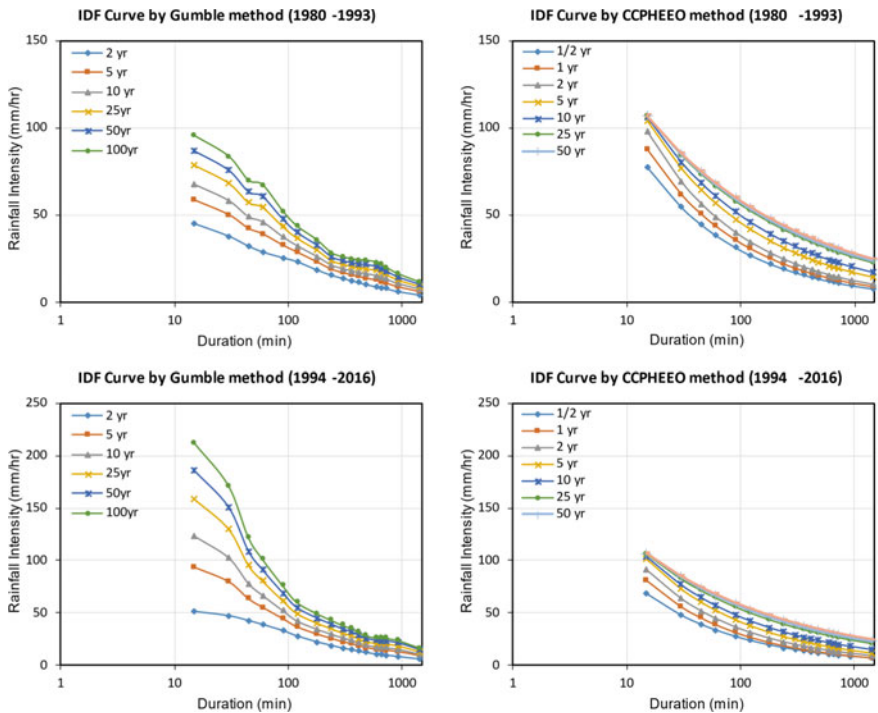 IDF Curve by Gumble method (1980 -1993)
150
100
50
0
Rainfall Intensity (mm/hr)
2 yr
5 yr
10 yr
25yr
50yr
100yr
1
10
100
1000
Duration (min)
IDF Curve by CCPHEEO method (1980 -1993)
150
100
50
0
Rainfall Intensity (mm/hr)
1/2 yr
1 yr
2 yr
5 yr
10 yr
25 yr
50 yr
1
10
100
1000
Duration (min)
IDF Curve by Gumble method (1994 -2016)
250
200
150
100
50
0
Rainfall Intensity (mm/hr)
2 yr
5 yr
10 yr
25yr
50yr
100yr
1
10
100
1000
Duration (min)
IDF Curve by CCPHEEO method (1994 -2016)
250
200
150
100
50
0
Rainfall Intensity (mm/hr)
1/2 yr
1 yr
2 yr
5 yr
10 yr
25 yr
50 yr
1
10
100
1000
Duration (min)